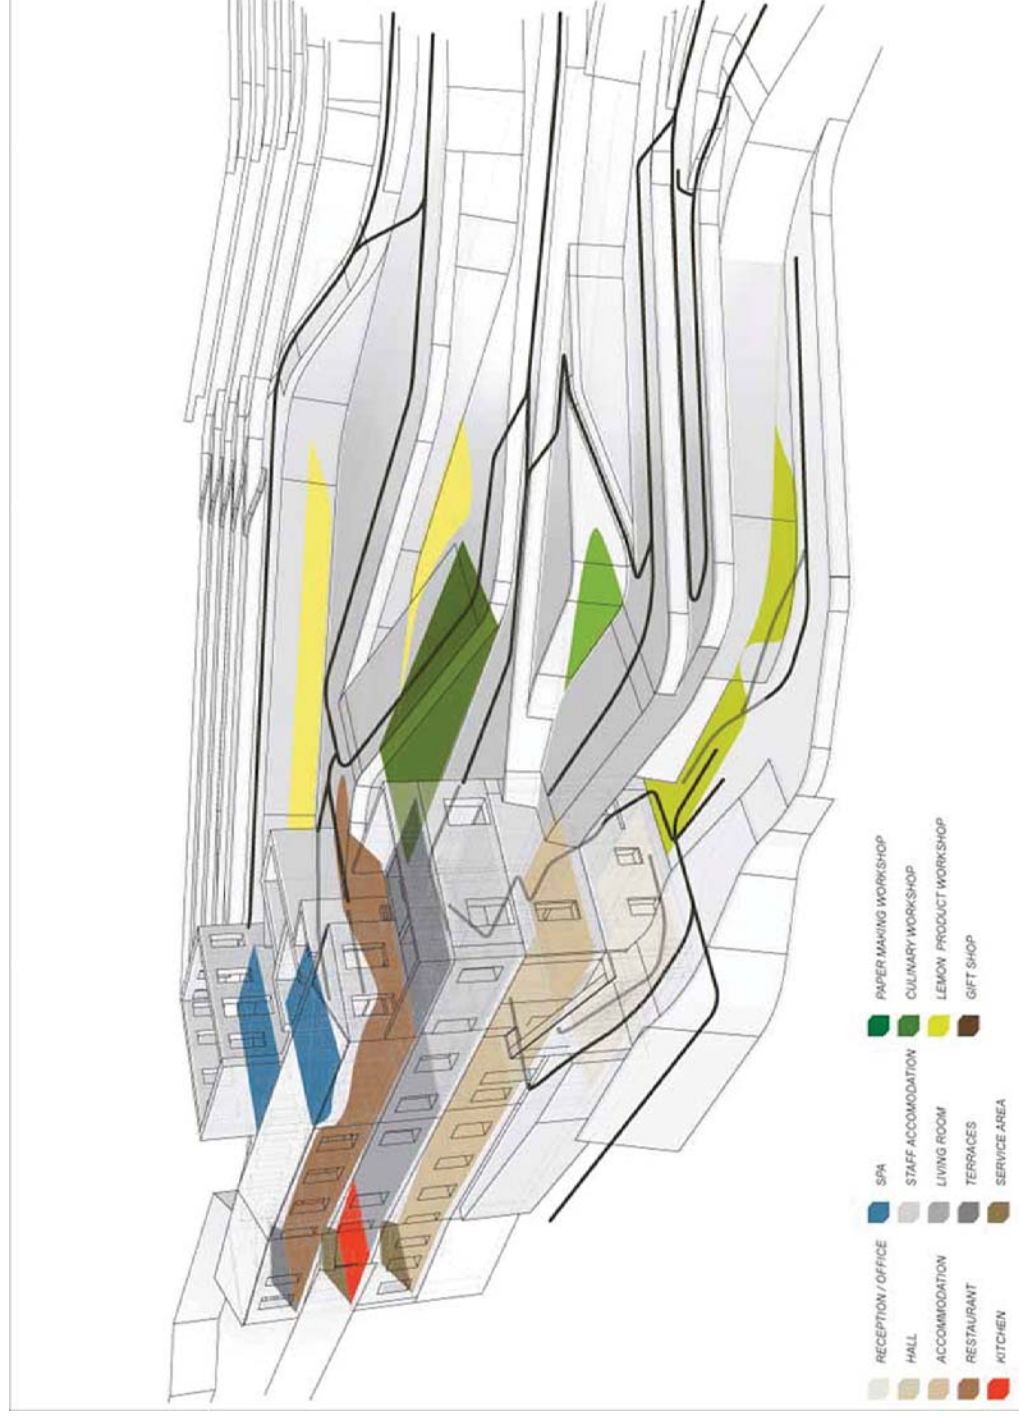 RECEPTION / OFFICE
HALL
ACCOMMODATION
RESTAURANT
KITCHEN
SPA
STAFF ACCOMODATION
LIVING ROOM
TERRACES
SERVICE AREA
PAPER MAKING WORKSHOP
CULINARY WORKSHOP
LEMON PRODUCT WORKSHOP
GIFT SHOP